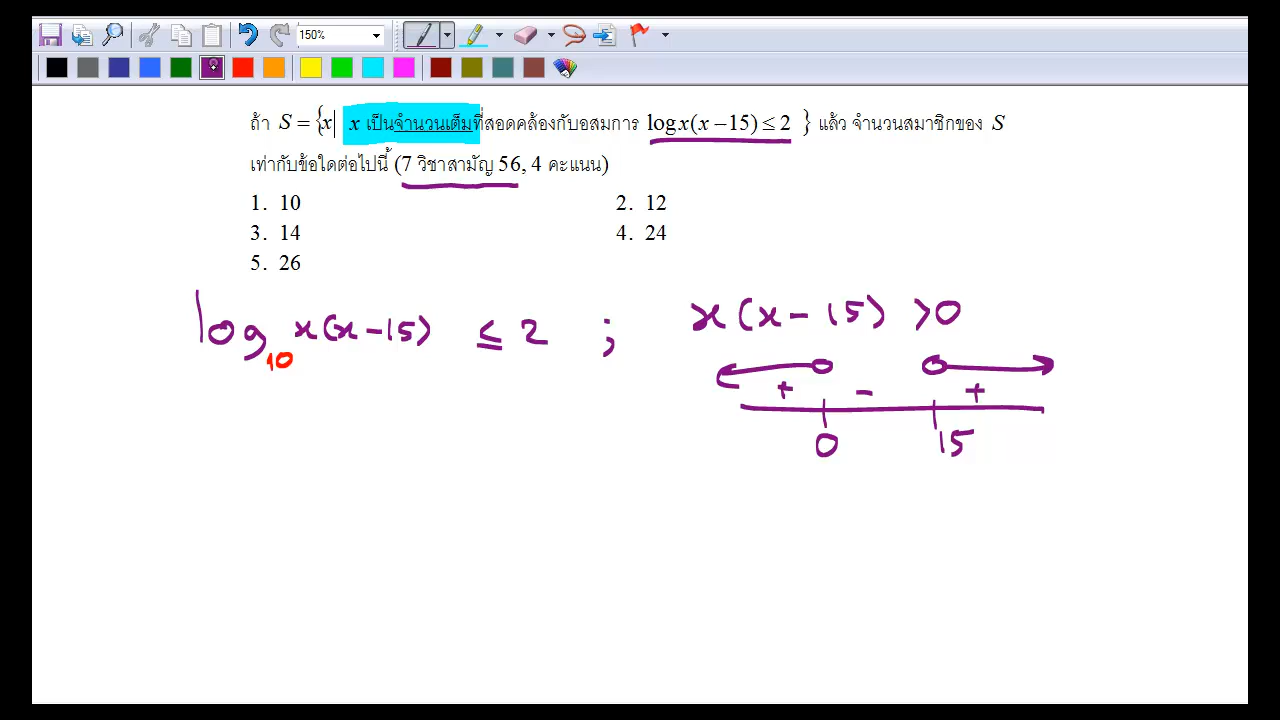 150%
ถ้า S = {x| x เป็นจำนวนเต็มที่สอดคล้องกับอสมการ log x(x −15) ≤ 2 } แล้ว จำนวนสมาชิกของ S
เท่ากับข้อใดต่อไปนี้ (7 วิชาสามัญ 56, 4 คะแนน)
1. 10 2. 12
3. 14 4. 24
5. 26
log₁₀ x(x−15) ≤ 2 ; x(x−15) >0
+ − +
0 15